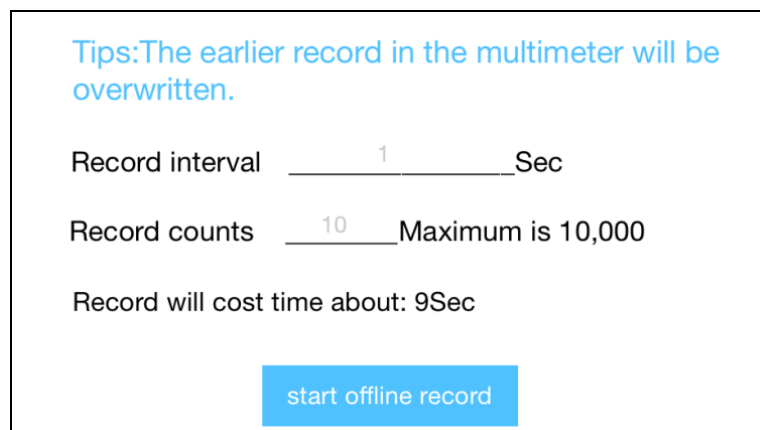 Tips:The earlier record in the multimeter will be
overwritten.
Record interval 1 Sec
Record counts 10 Maximum is 10,000
Record will cost time about: 9Sec
start offline record